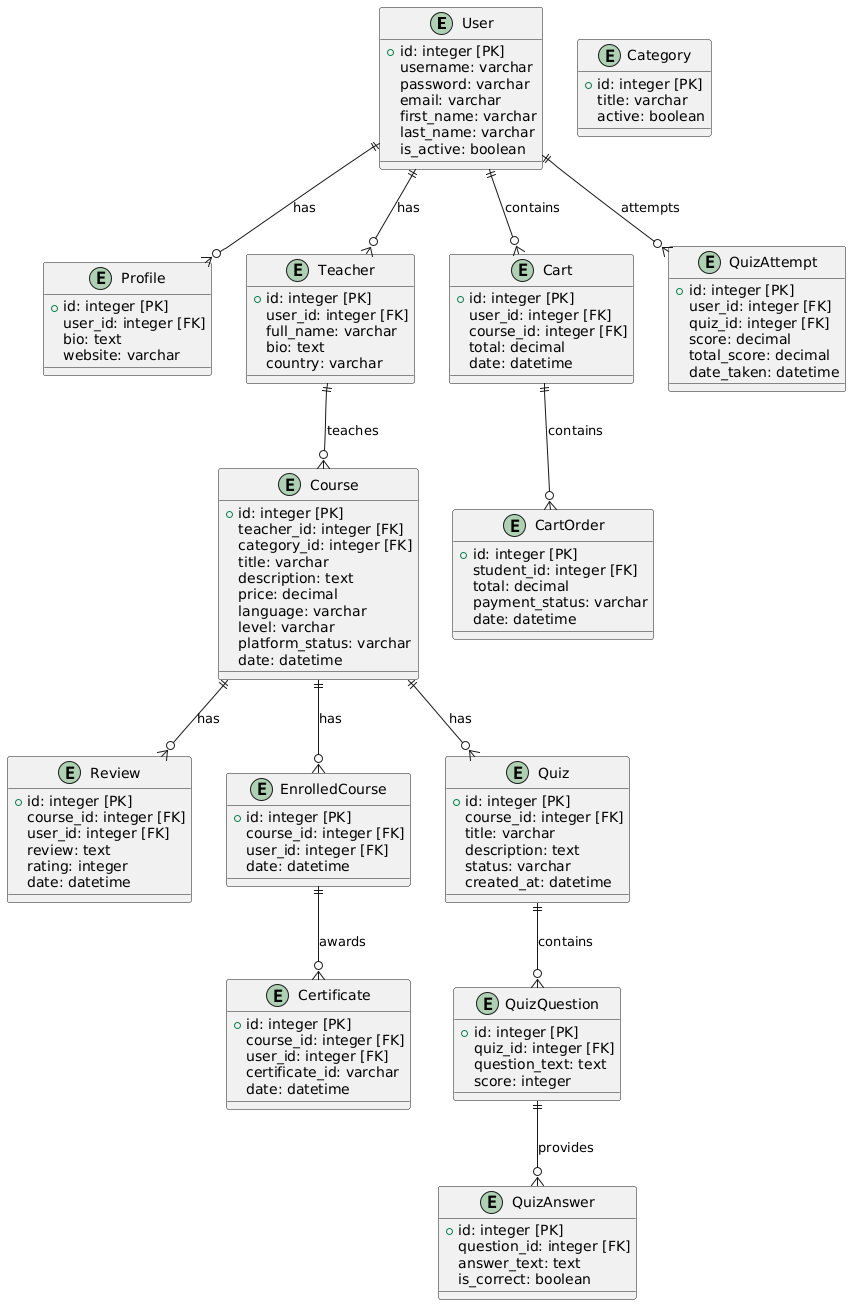 E User
id: integer [PK]
username: varchar
password: varchar
email: varchar
first_name: varchar
last_name: varchar
is_active: boolean
E Category
id: integer [PK]
title: varchar
active: boolean
has
has
contains
attempts
E Profile
id: integer [PK]
user_id: integer [FK]
bio: text
website: varchar
E Teacher
id: integer [PK]
user_id: integer [FK]
full_name: varchar
bio: text
country: varchar
E Cart
id: integer [PK]
user_id: integer [FK]
course_id: integer [FK]
total: decimal
date: datetime
E QuizAttempt
id: integer [PK]
user_id: integer [FK]
quiz_id: integer [FK]
score: decimal
total_score: decimal
date_taken: datetime
teaches
contains
E Course
id: integer [PK]
teacher_id: integer [FK]
category_id: integer [FK]
title: varchar
description: text
price: decimal
language: varchar
level: varchar
platform_status: varchar
date: datetime
E CartOrder
id: integer [PK]
student_id: integer [FK]
total: decimal
payment_status: varchar
date: datetime
has
has
has
E Review
id: integer [PK]
course_id: integer [FK]
user_id: integer [FK]
review: text
rating: integer
date: datetime
E EnrolledCourse
id: integer [PK]
course_id: integer [FK]
user_id: integer [FK]
date: datetime
E Quiz
id: integer [PK]
course_id: integer [FK]
title: varchar
description: text
status: varchar
created_at: datetime
awards
contains
E Certificate
id: integer [PK]
course_id: integer [FK]
user_id: integer [FK]
certificate_id: varchar
date: datetime
E QuizQuestion
id: integer [PK]
quiz_id: integer [FK]
question_text: text
score: integer
provides
E QuizAnswer
id: integer [PK]
question_id: integer [FK]
answer_text: text
is_correct: boolean